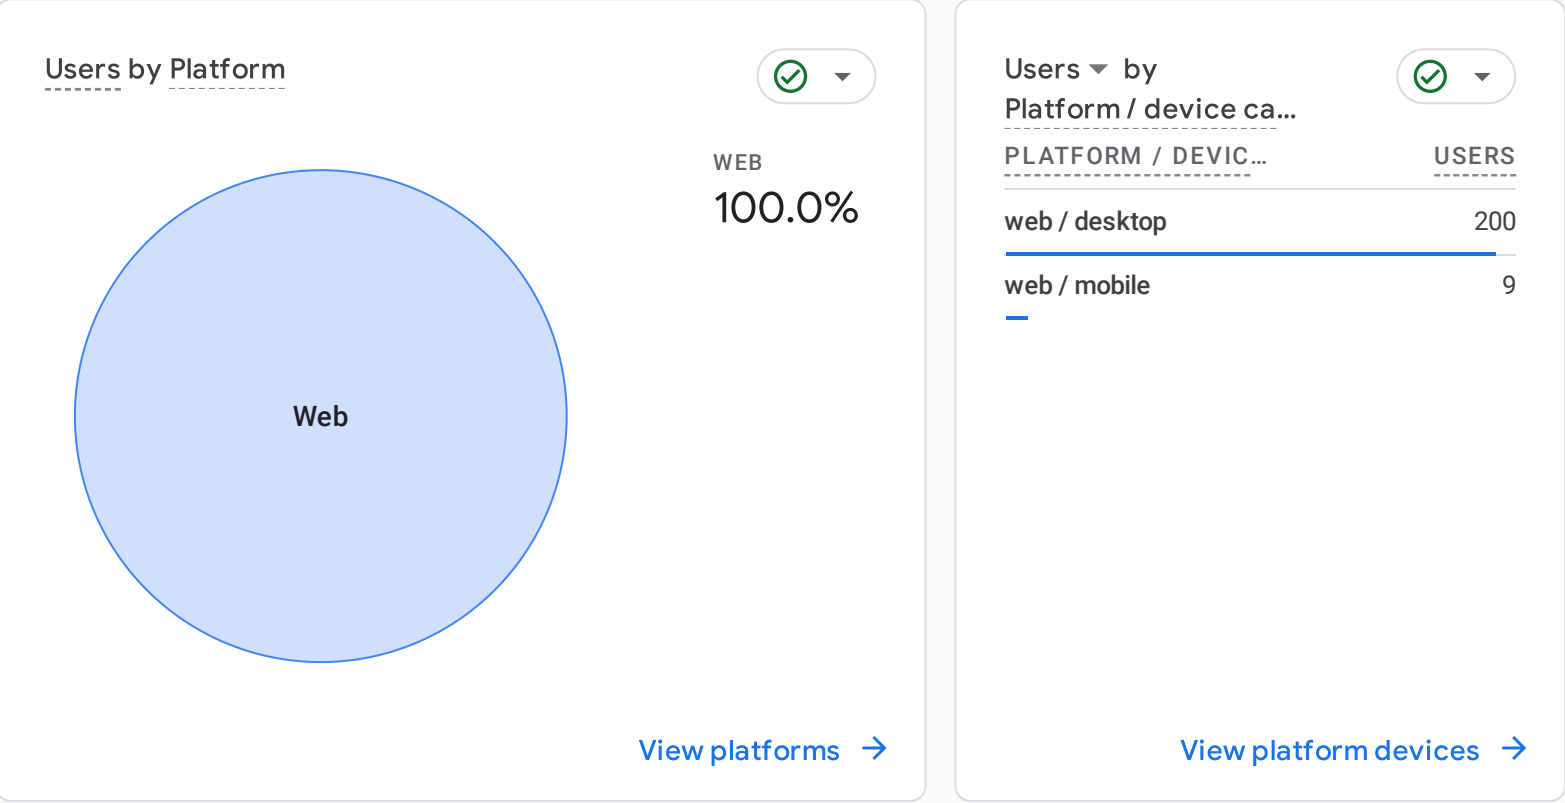 Users by Platform
WEB
100.0%
Web
View platforms
Users by
Platform / device ca...
PLATFORM / DEVIC... USERS
web / desktop 200
web / mobile 9
View platform devices